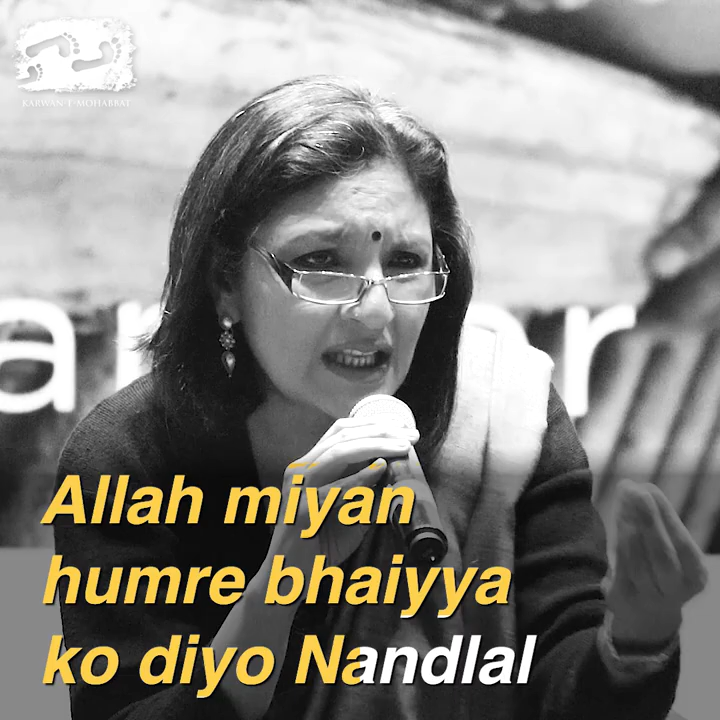 KARWAN E MOHABBAT
Allah miyan
humre bhaiyya
ko diyo Nandlal